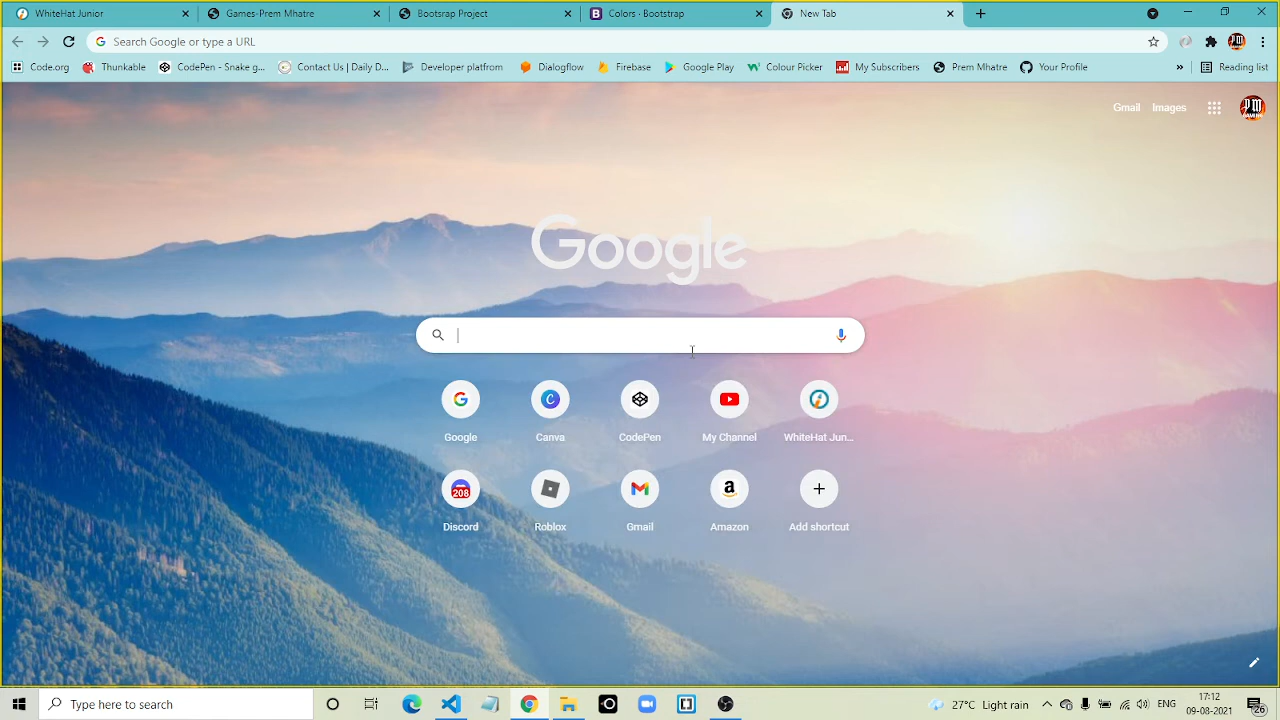 WhiteHat Junior
Games-Prem Mhatre
Bootsrap Project
Colors · Bootstrap
New Tab
Search Google or type a URL
Code.org
Thunkable
CodePen - Snake g...
Contact Us | Daily D...
Developer platfrom
Dialogflow
Firebase
Google Play
Colour Picker
My Subscribers
Prem Mhatre
Your Profile
»
Reading list
Gmail Images
Google
Google
Canva
CodePen
My Channel
WhiteHat Jun...
208
Discord
Roblox
Gmail
Amazon
Add shortcut
Type here to search
27°C Light rain
ENG
17:12
09-08-2021
26